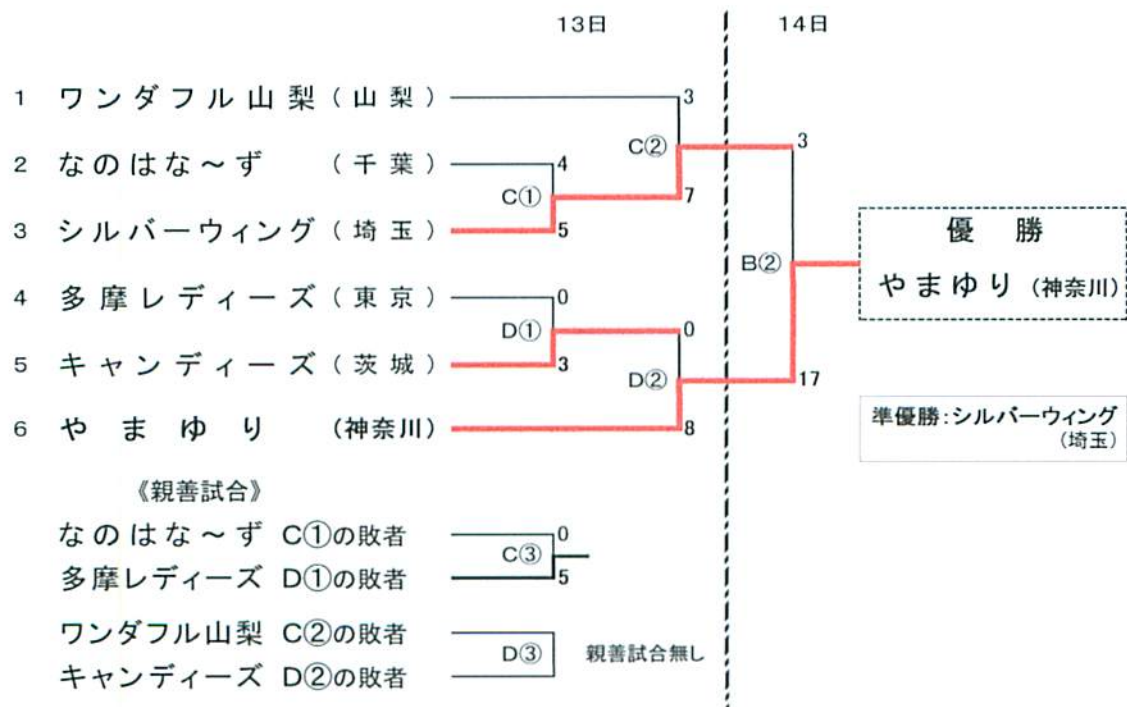 13日 14日
1 ワンダフル山梨(山梨) 3
C② 3
2 なのはな～ず (千葉) 4
C① 7
3 シルバーウィング(埼玉) 5
優 勝
B②
やまゆり(神奈川)
4 多摩レディーズ(東京) 0
D① 0
5 キャンディーズ(茨城) 3
D② 17
6 やまゆり (神奈川) 8
準優勝:シルバーウィング
(埼玉)
《親善試合》
なのはな～ず C①の敗者 0
C③
多摩レディーズ D①の敗者 5
ワンダフル山梨 C②の敗者
D③ 親善試合無し
キャンディーズ D②の敗者